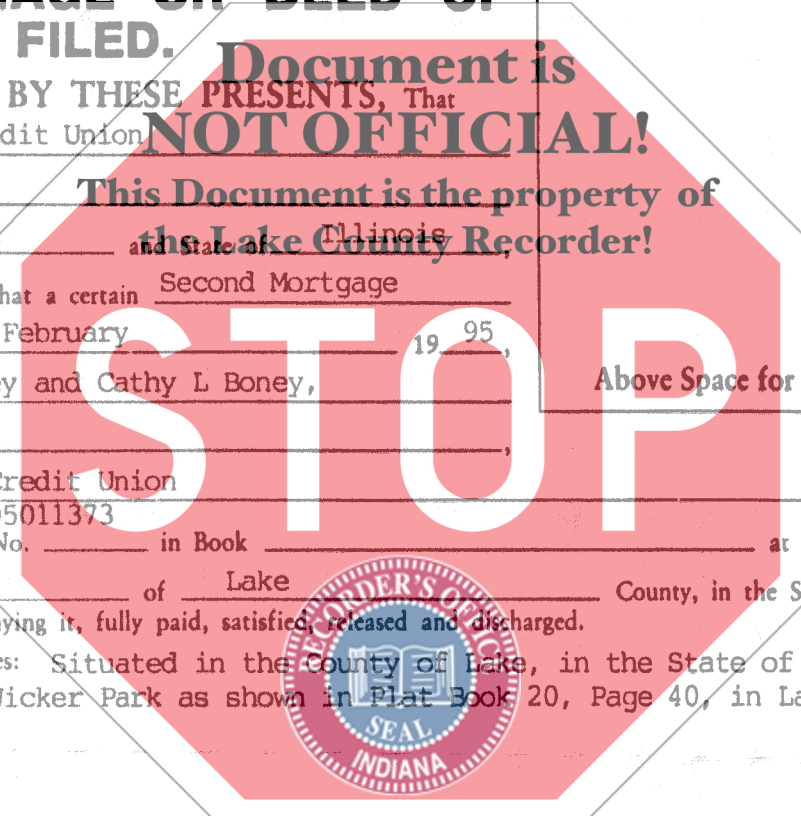 FILED.
Document is
BY THESE PRESENTS, That
dit Union
NOT OFFICIAL!
This Document is the property of
and State of Illinois,
the Lake County Recorder!
hat a certain Second Mortgage
February 19 95,
y and Cathy L Boney,
Above Space for
STOP
,
Credit Union
5011373
No. in Book at
of Lake County, in the S
ying it, fully paid, satisfied, released and discharged.
es: Situated in the County of Lake, in the State of
Wicker Park as shown in Plat Book 20, Page 40, in La
RECORDER'S OFFIC
SEAL
INDIANA